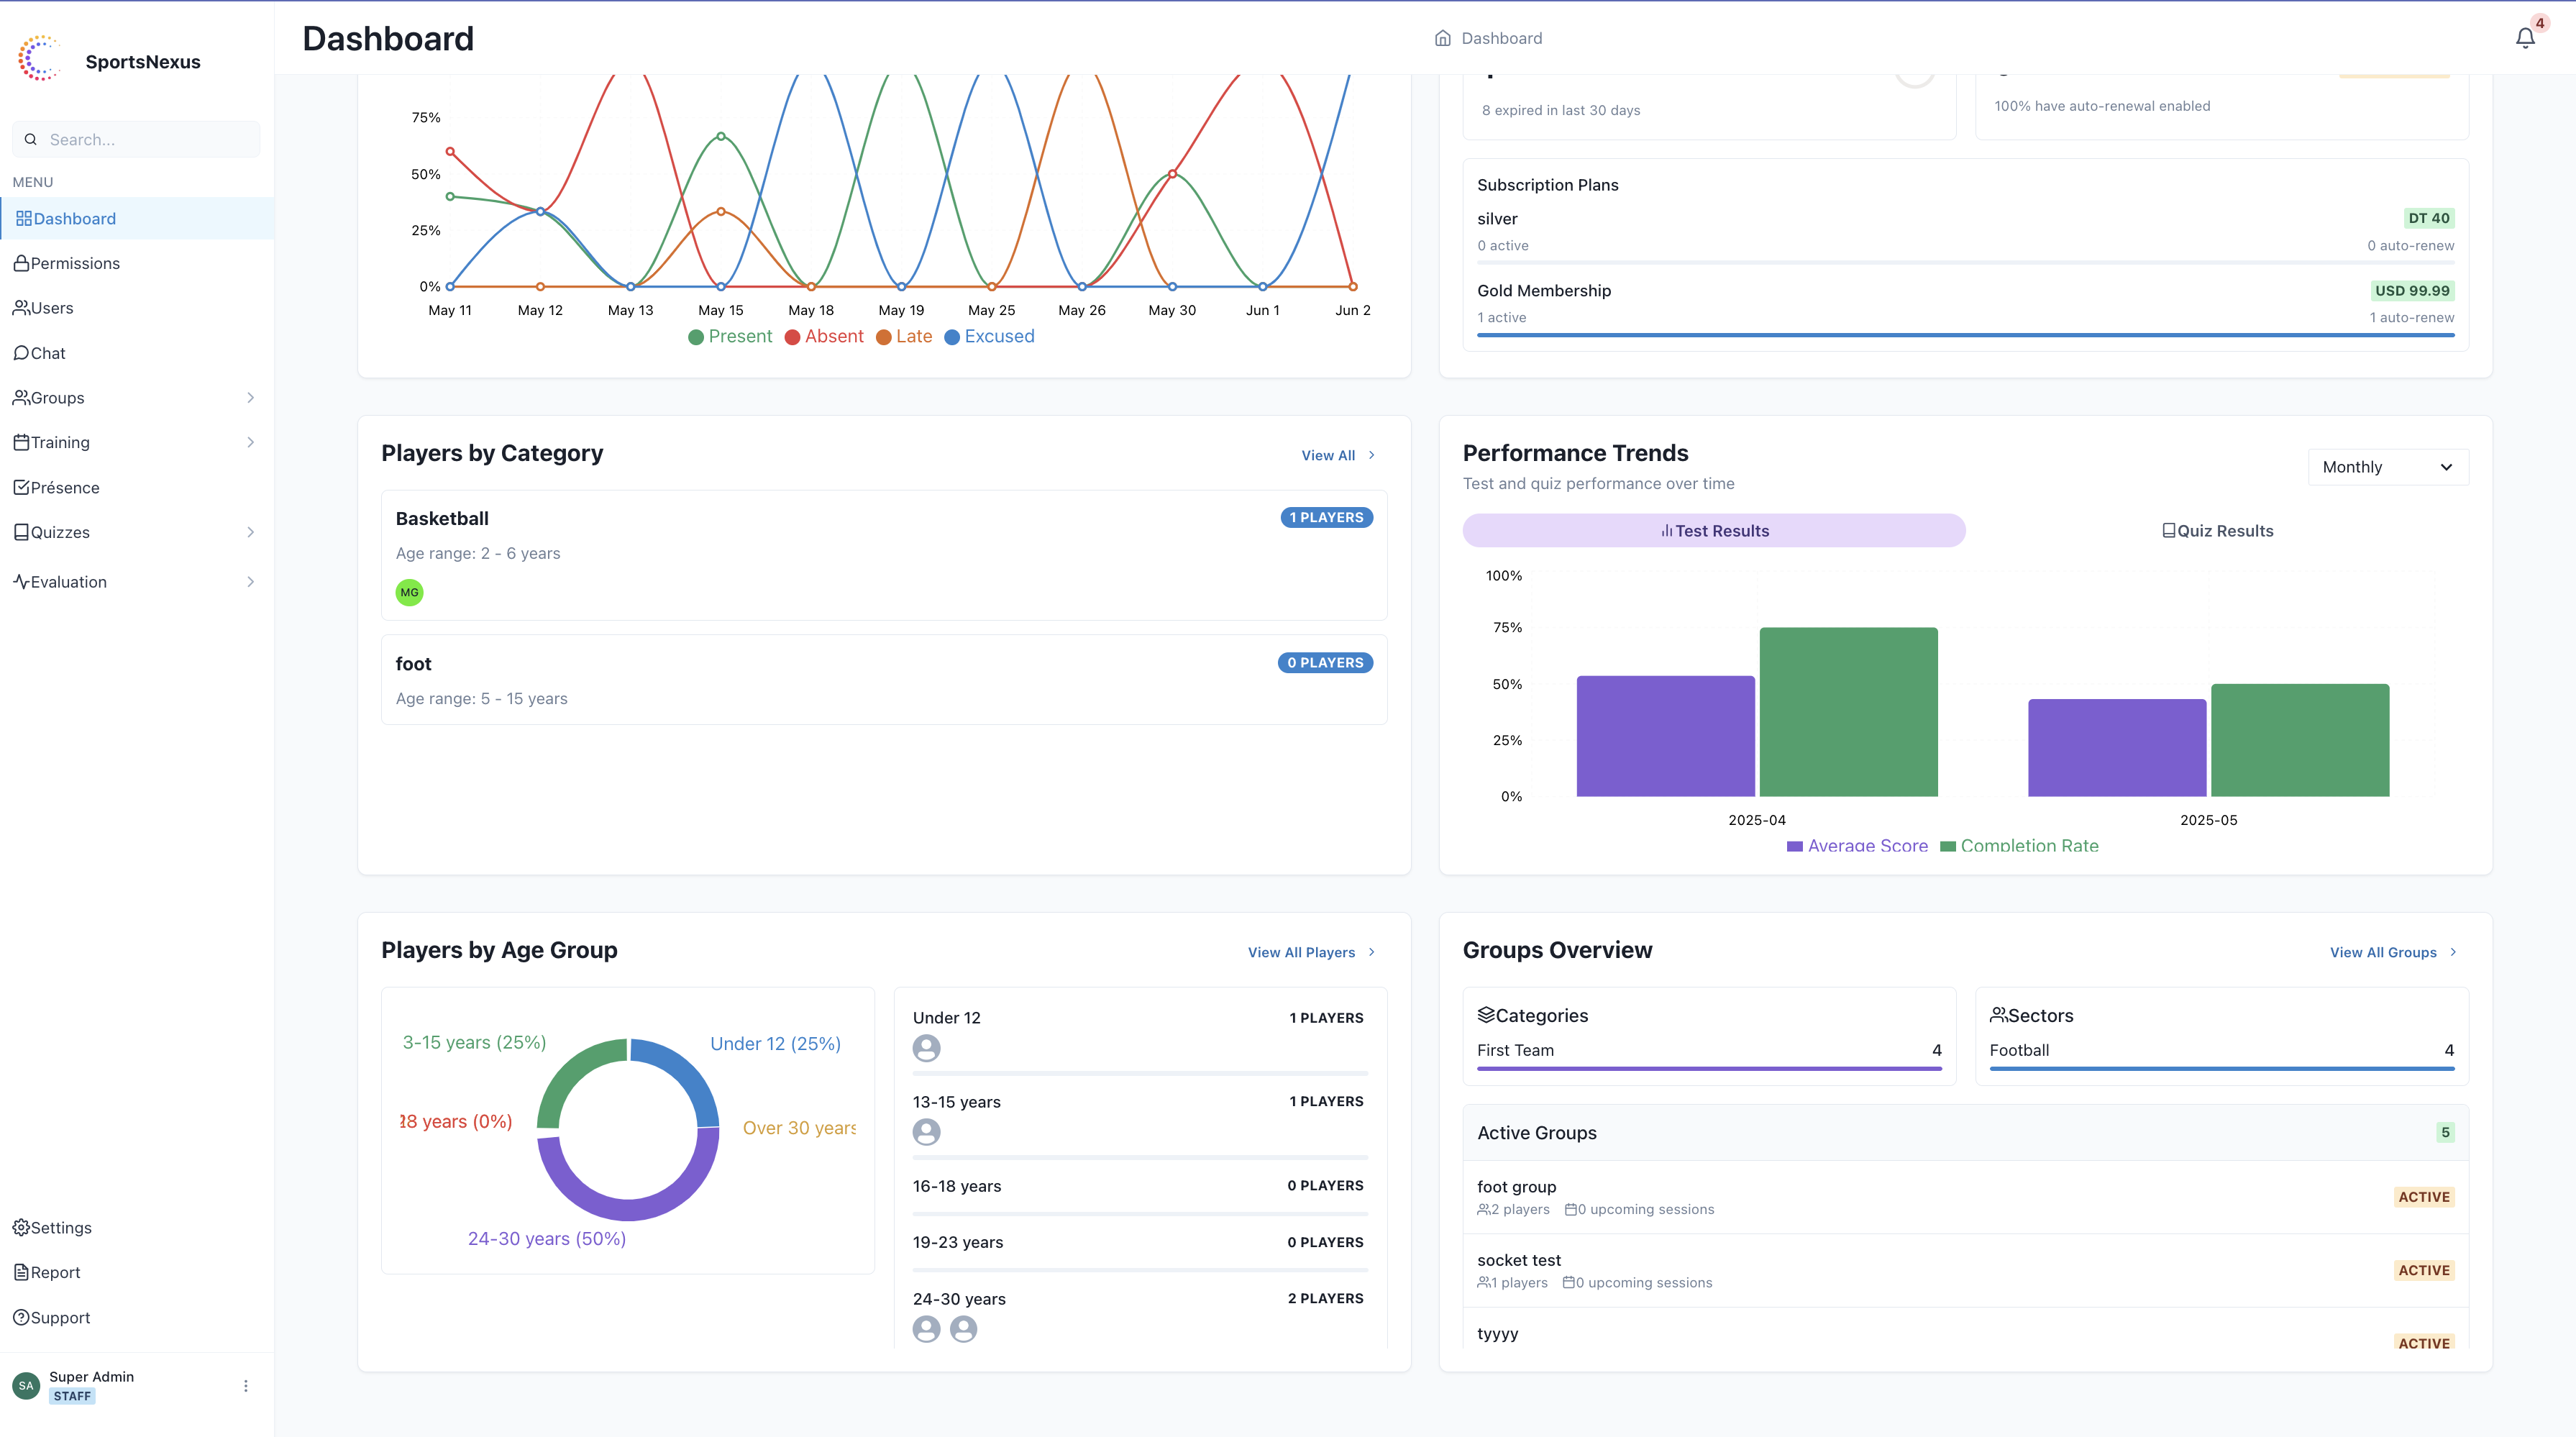 SportsNexus
Search...
MENU
Dashboard
Permissions
Users
Chat
Groups
Training
Présence
Quizzes
Evaluation
Settings
Report
Support
SA
Super Admin
STAFF
Dashboard
Dashboard
4
75%
50%
25%
0%
May 11 May 12 May 13 May 15 May 18 May 19 May 25 May 26 May 30 Jun 1 Jun 2
Present Absent Late Excused
8 expired in last 30 days
100% have auto-renewal enabled
Subscription Plans
silver DT 40
0 active 0 auto-renew
Gold Membership USD 99.99
1 active 1 auto-renew
Players by Category View All
Basketball 1 PLAYERS
Age range: 2 - 6 years
MG
foot 0 PLAYERS
Age range: 5 - 15 years
Performance Trends
Test and quiz performance over time
Monthly
Test Results Quiz Results
100%
75%
50%
25%
0%
2025-04 2025-05
Average Score Completion Rate
Players by Age Group View All Players
3-15 years (25%) Under 12 (25%)
8 years (0%) Over 30 years
24-30 years (50%)
Under 12 1 PLAYERS
13-15 years 1 PLAYERS
16-18 years 0 PLAYERS
19-23 years 0 PLAYERS
24-30 years 2 PLAYERS
Groups Overview View All Groups
Categories
First Team 4
Sectors
Football 4
Active Groups 5
foot group ACTIVE
2 players 0 upcoming sessions
socket test ACTIVE
1 players 0 upcoming sessions
tyyyy ACTIVE